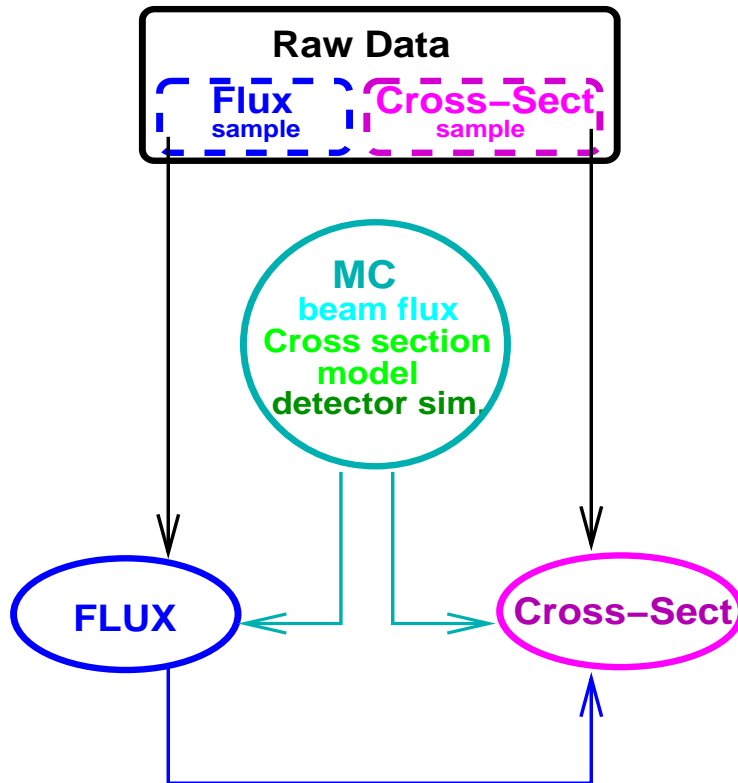 Raw Data
Flux
sample
Cross–Sect
sample
MC
beam flux
Cross section
model
detector sim.
FLUX
Cross–Sect